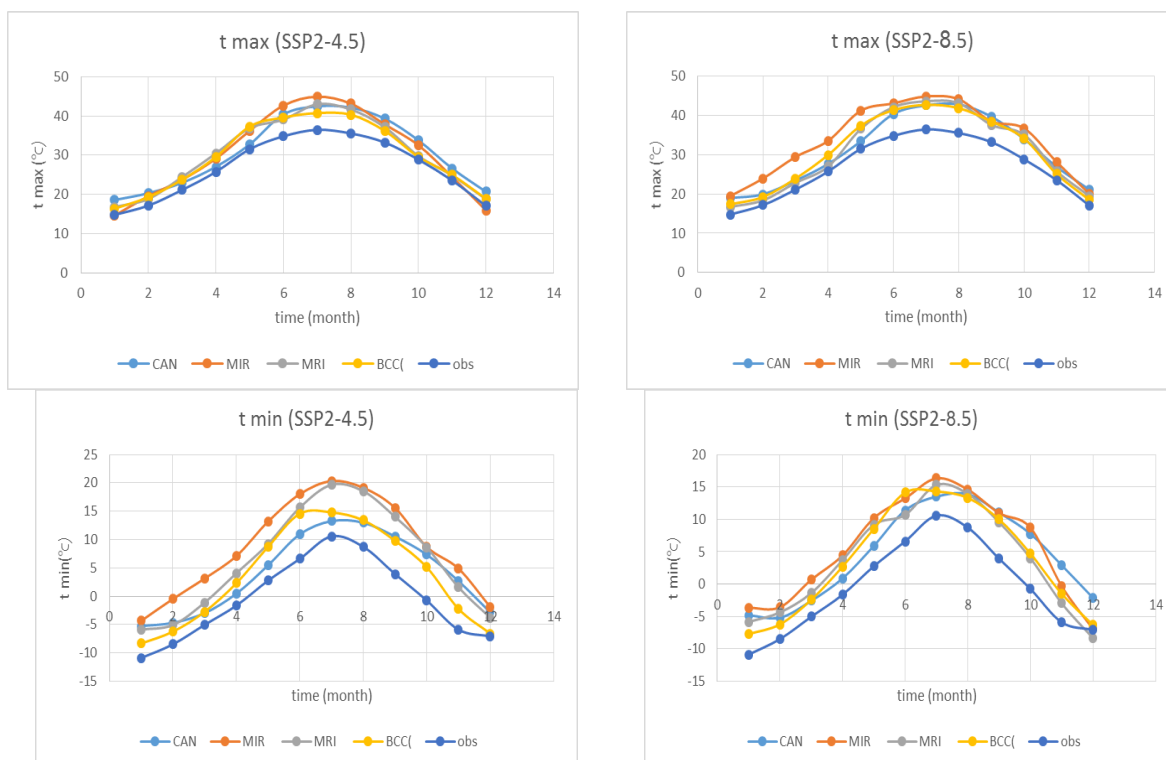 t max (SSP2-4.5)
50
40
30
20
10
0
t max (℃)
0 2 4 6 8 10 12 14
time (month)
CAN MIR MRI BCC( obs
t max (SSP2-8.5)
50
40
30
20
10
0
t max (℃)
0 2 4 6 8 10 12 14
time (month)
CAN MIR MRI BCC( obs
t min (SSP2-4.5)
25
20
15
10
5
0
-5
-10
-15
t min(℃)
0 2 4 6 8 10 12 14
time (month)
CAN MIR MRI BCC( obs
t min (SSP2-8.5)
20
15
10
5
0
-5
-10
-15
t min(℃)
0 2 4 6 8 10 12 14
time (month)
CAN MIR MRI BCC( obs